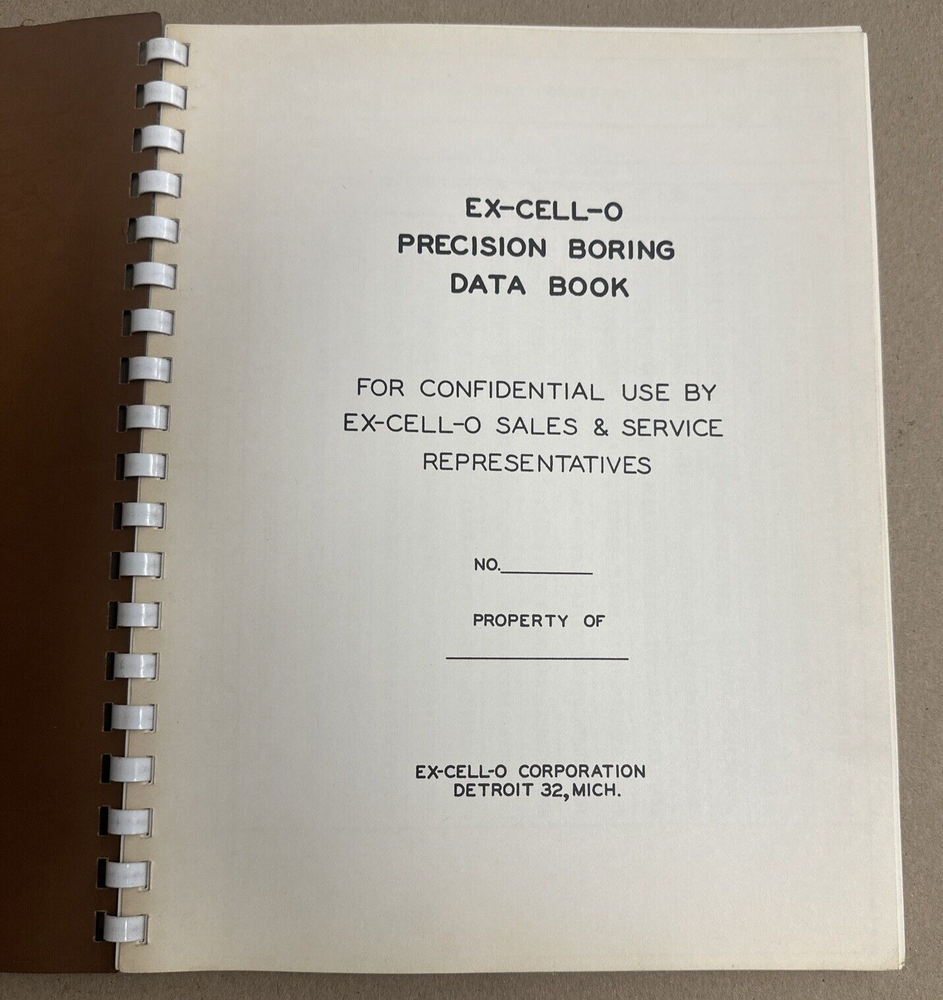 EX-CELL-O
PRECISION BORING
DATA BOOK
FOR CONFIDENTIAL USE BY
EX-CELL-O SALES & SERVICE
REPRESENTATIVES
NO.
PROPERTY OF
EX-CELL-O CORPORATION
DETROIT 32, MICH.